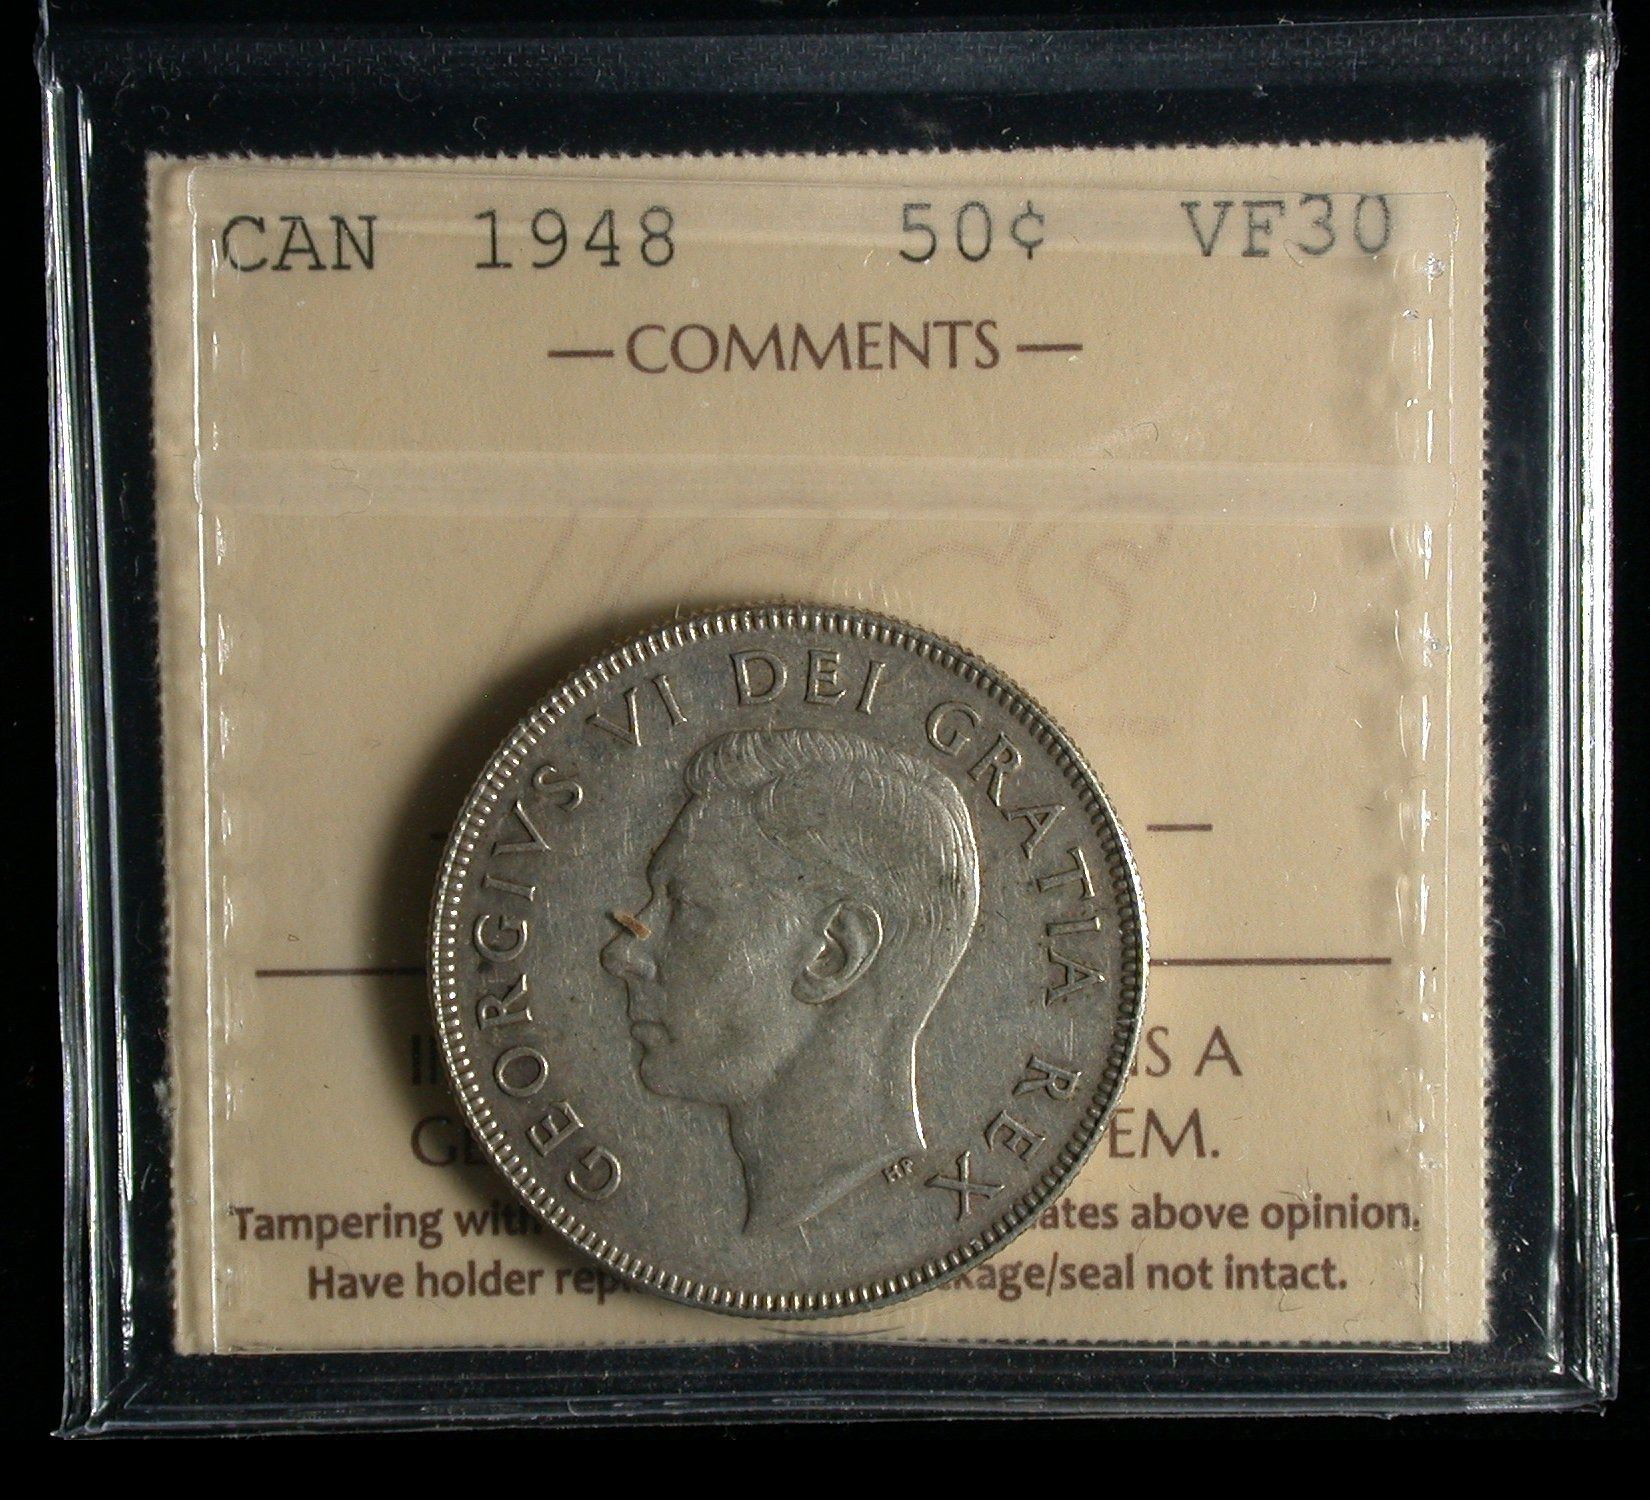 CAN 1948 50¢ VF30
—COMMENTS—
ICCS
GEORGIVS VI DEI GRATIA REX
HP
IS A
EM.
Tampering with ates above opinion.
Have holder rep kage/seal not intact.